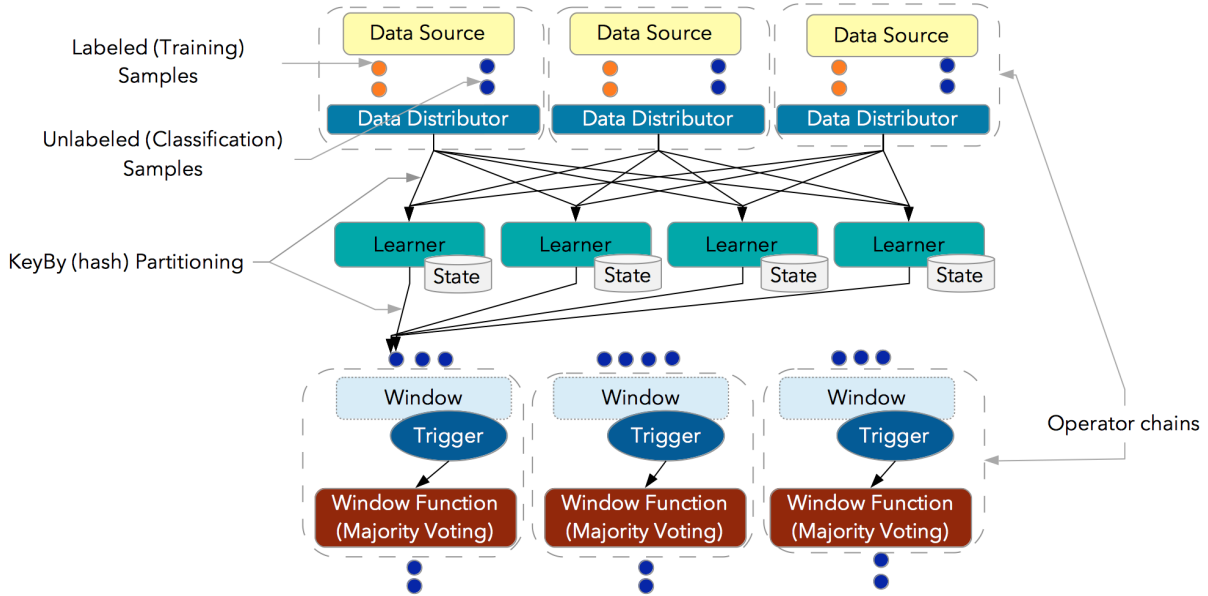 Data Source
Data Source
Data Source
Labeled (Training)
Samples
Data Distributor
Data Distributor
Data Distributor
Unlabeled (Classification)
Samples
Learner
Learner
Learner
Learner
KeyBy (hash) Partitioning
State
State
State
State
Window
Window
Window
Trigger
Trigger
Trigger
Operator chains
Window Function
(Majority Voting)
Window Function
(Majority Voting)
Window Function
(Majority Voting)